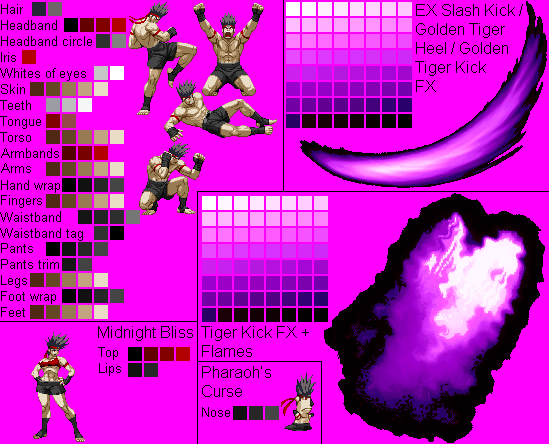 Hair
Headband
Headband circle
Iris
Whites of eyes
Skin
Teeth
Tongue
Torso
Armbands
Arms
Hand wrap
Fingers
Waistband
Waistband tag
Pants
Pants trim
Legs
Foot wrap
Feet
EX Slash Kick /
Golden Tiger
Heel / Golden
Tiger Kick
FX
Midnight Bliss
Top
Lips
Tiger Kick FX +
Flames
Pharaoh's
Curse
Nose